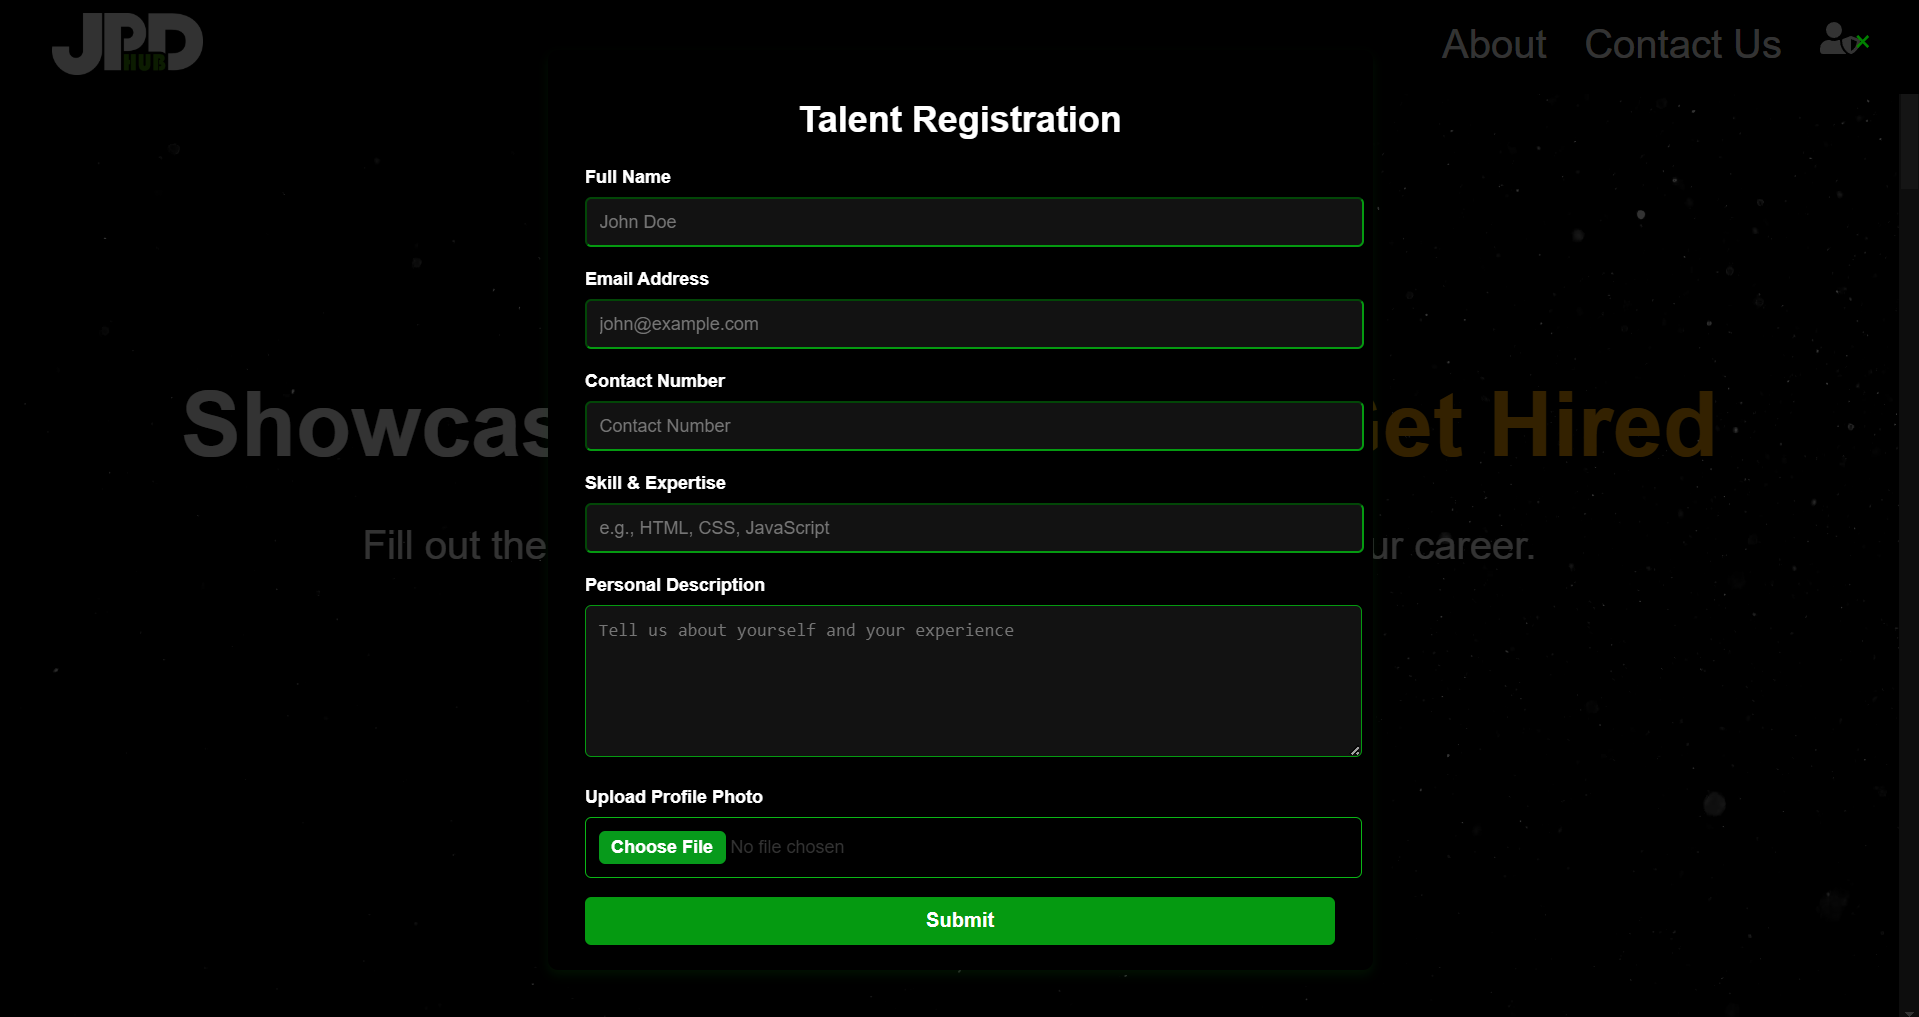 JPD
HUB
About
Contact Us
Talent Registration
Full Name
John Doe
Email Address
john@example.com
Contact Number
Contact Number
Showcas
Get Hired
Skill & Expertise
e.g., HTML, CSS, JavaScript
Fill out the
ur career.
Personal Description
Tell us about yourself and your experience
Upload Profile Photo
Choose File No file chosen
Submit